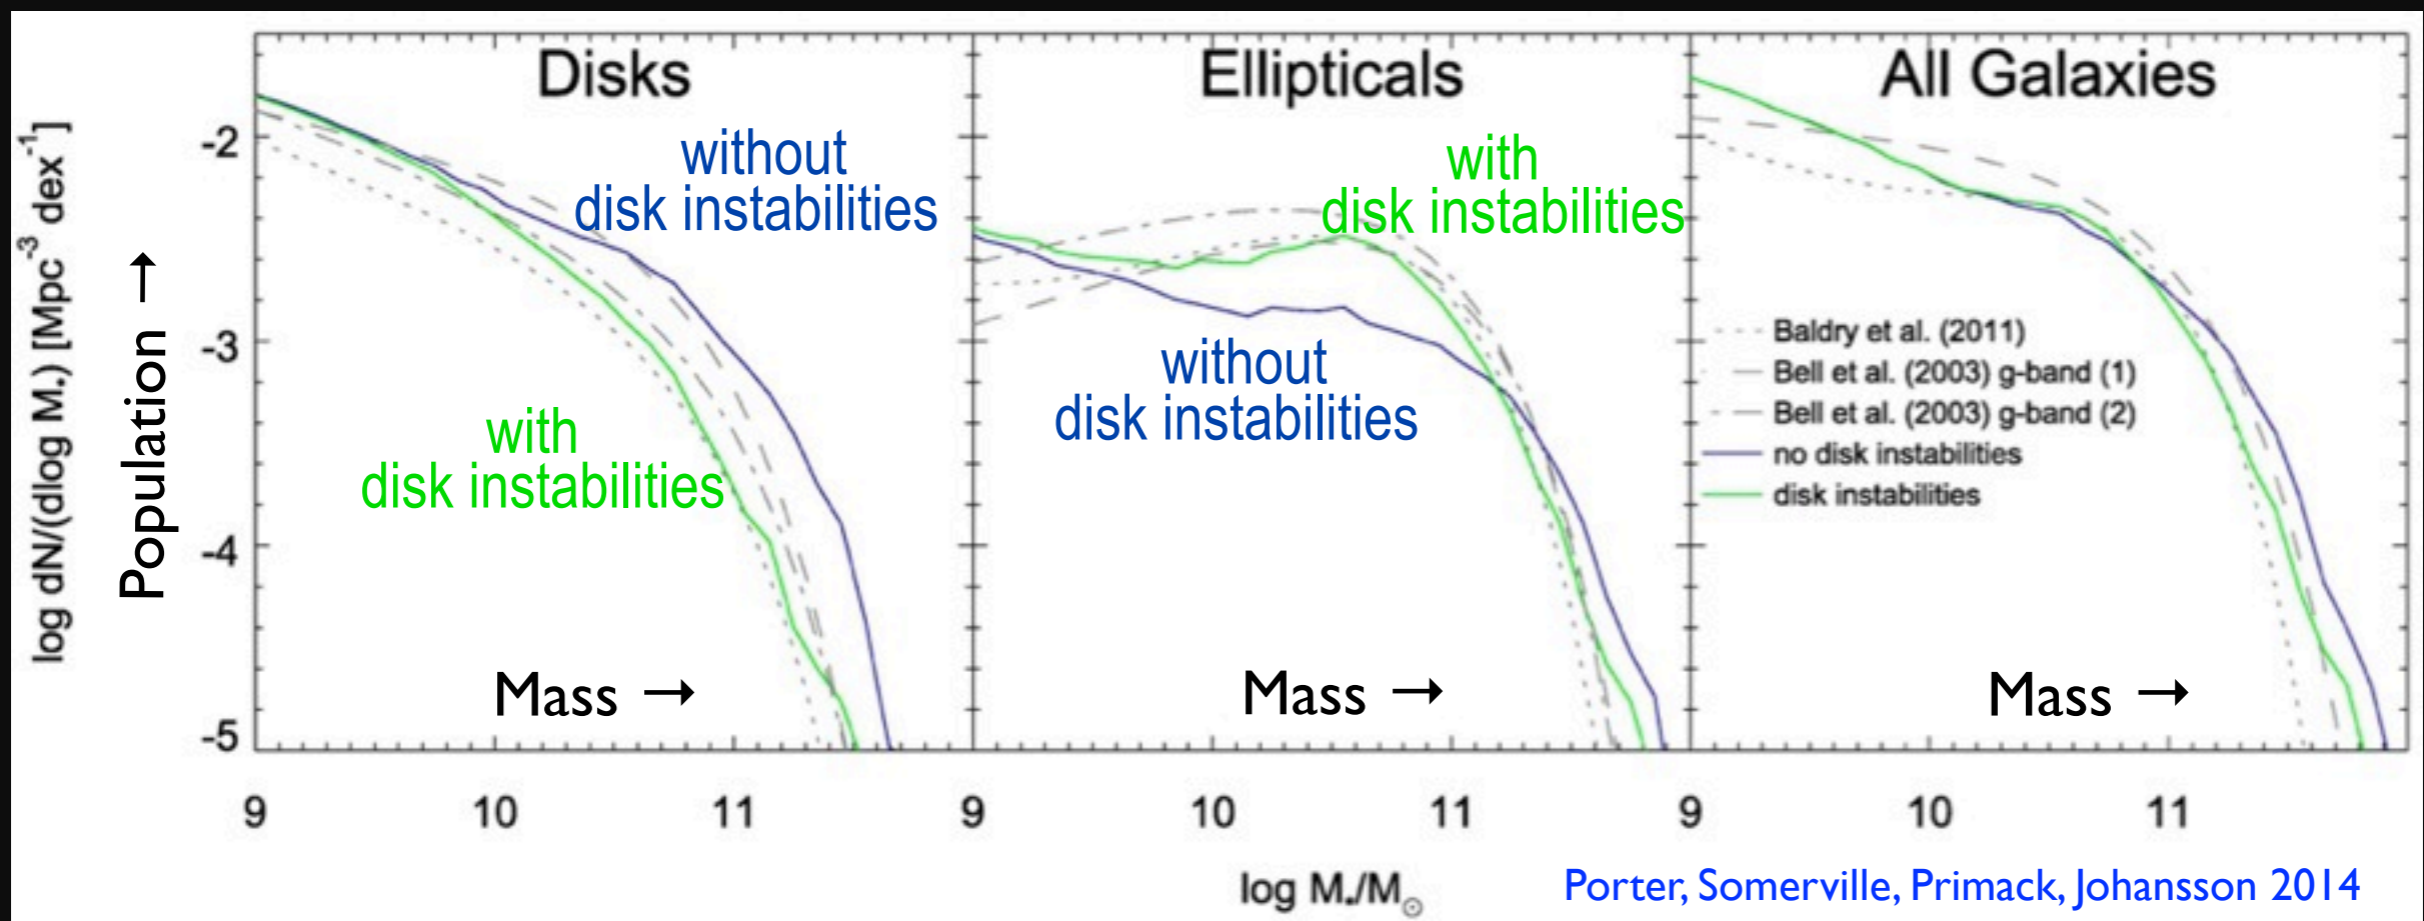 Disks
Ellipticals
All Galaxies
log dN/(dlog M*) [Mpc-3 dex-1]
Population →
-2
-3
-4
-5
without
disk instabilities
with
disk instabilities
Mass →
with
disk instabilities
without
disk instabilities
Mass →
Baldry et al. (2011)
Bell et al. (2003) g-band (1)
Bell et al. (2003) g-band (2)
no disk instabilities
disk instabilities
Mass →
9 10 11 9 10 11 9 10 11
log M*/M☉
Porter, Somerville, Primack, Johansson 2014